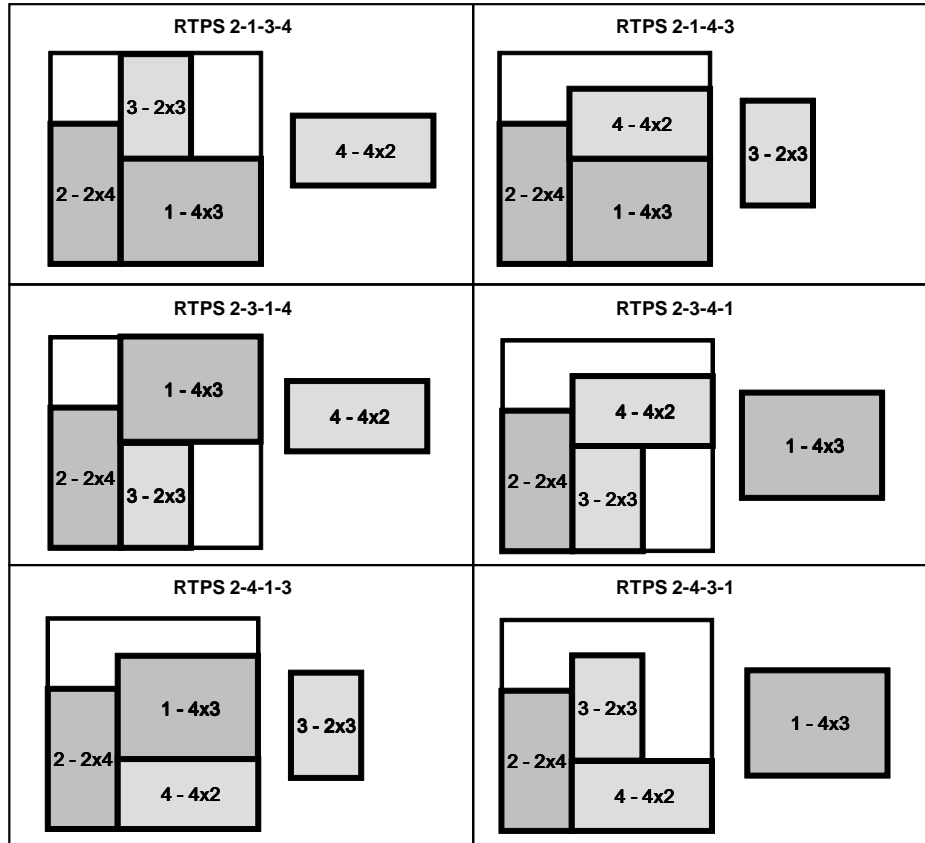 RTPS 2-1-3-4
3 - 2x3
4 - 4x2
2 - 2x4
1 - 4x3
RTPS 2-1-4-3
4 - 4x2
3 - 2x3
2 - 2x4
1 - 4x3
RTPS 2-3-1-4
1 - 4x3
4 - 4x2
2 - 2x4
3 - 2x3
RTPS 2-3-4-1
4 - 4x2
1 - 4x3
2 - 2x4
3 - 2x3
RTPS 2-4-1-3
1 - 4x3
3 - 2x3
2 - 2x4
4 - 4x2
RTPS 2-4-3-1
3 - 2x3
1 - 4x3
2 - 2x4
4 - 4x2